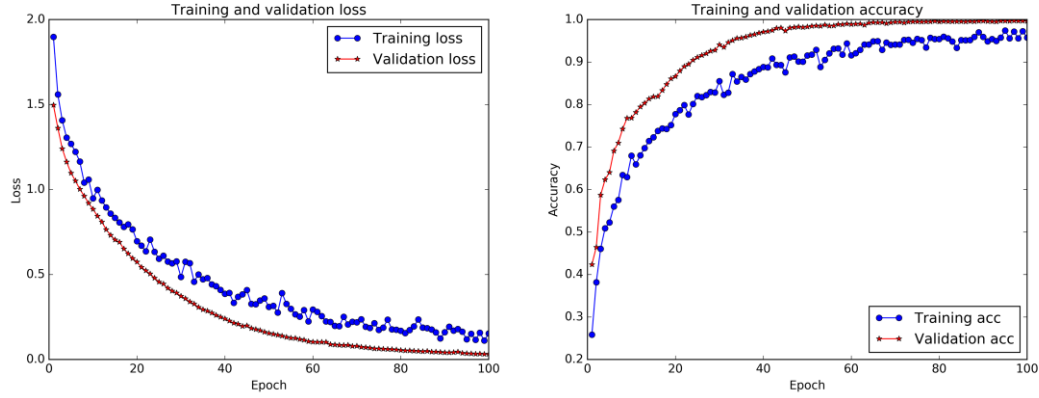 Training and validation loss
2.0
1.5
1.0
0.5
0.0
Loss
Training loss
Validation loss
0 20 40 60 80 100
Epoch
Training and validation accuracy
1.0
0.9
0.8
0.7
0.6
0.5
0.4
0.3
0.2
Accuracy
Training acc
Validation acc
0 20 40 60 80 100
Epoch